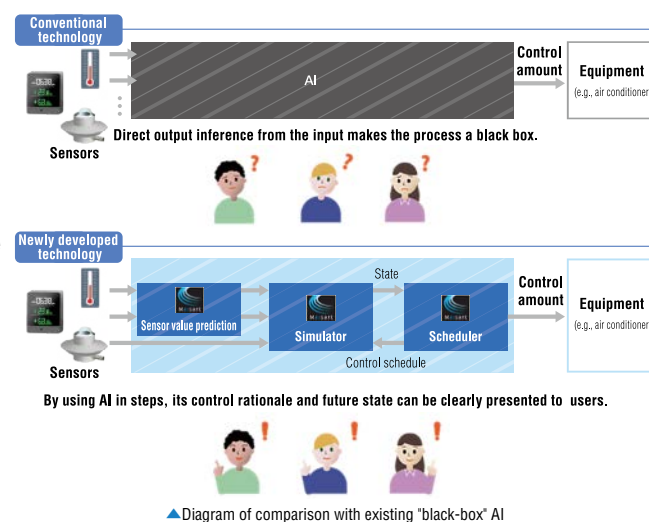 Conventional
technology
AI
Control
amount
Equipment
(e.g., air conditioner
Sensors
Direct output inference from the input makes the process a black box.
? ? ?
Newly developed
technology
State
Control
amount
Equipment
(e.g., air conditioner
Sensor value prediction
Simulator
Scheduler
Control schedule
Sensors
By using AI in steps, its control rationale and future state can be clearly presented to users.
! ! !
▲Diagram of comparison with existing "black-box" AI